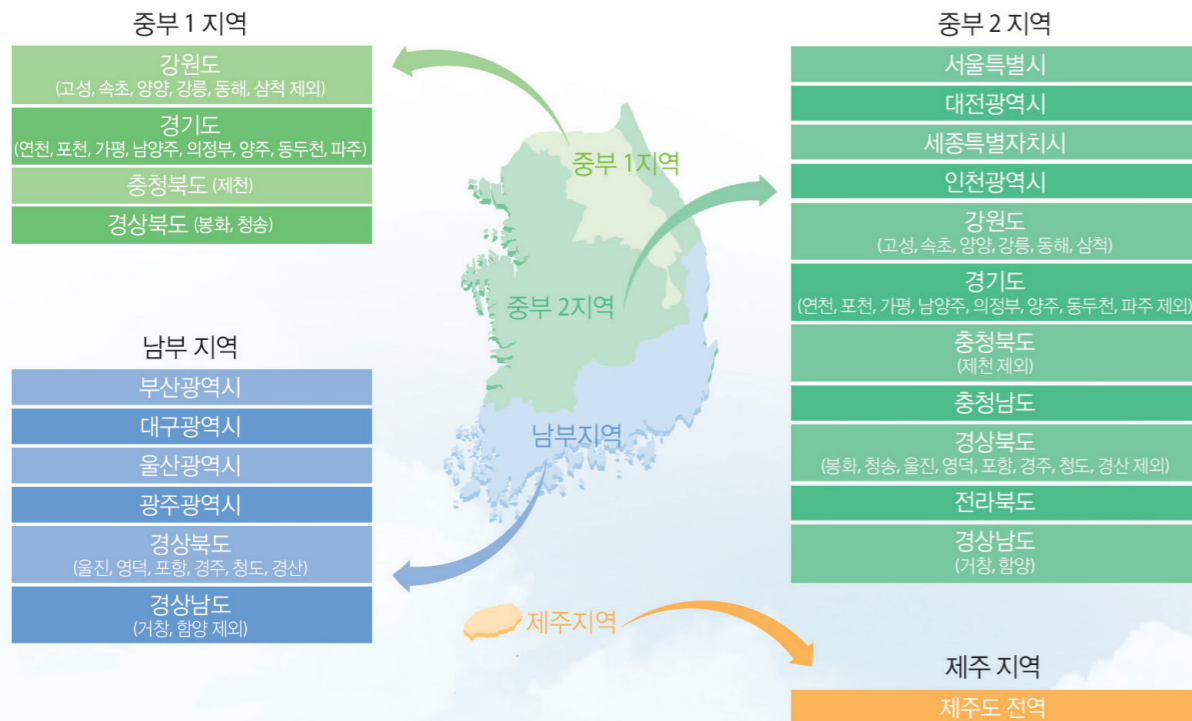 중부 1 지역
강원도
(고성, 속초, 양양, 강릉, 동해, 삼척 제외)
경기도
(연천, 포천, 가평, 남양주, 의정부, 양주, 동두천, 파주)
충청북도 (제천)
경상북도 (봉화, 청송)
남부 지역
부산광역시
대구광역시
울산광역시
광주광역시
경상북도
(울진, 영덕, 포항, 경주, 청도, 경산)
경상남도
(거창, 함양 제외)
중부 1지역
중부 2지역
남부지역
제주지역
중부 2 지역
서울특별시
대전광역시
세종특별자치시
인천광역시
강원도
(고성, 속초, 양양, 강릉, 동해, 삼척)
경기도
(연천, 포천, 가평, 남양주, 의정부, 양주, 동두천, 파주 제외)
충청북도
(제천 제외)
충청남도
경상북도
(봉화, 청송, 울진, 영덕, 포항, 경주, 청도, 경산 제외)
전라북도
경상남도
(거창, 함양)
제주 지역
제주도 전역